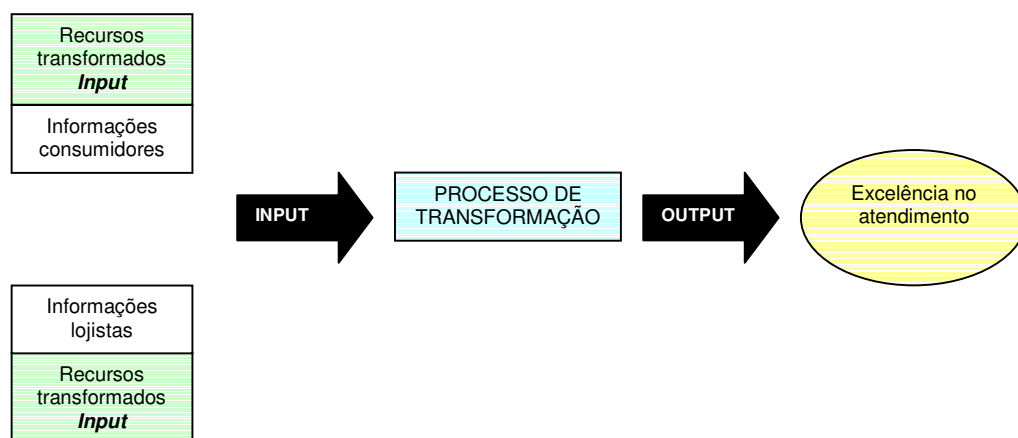 Recursos
transformados
Input
Informações
consumidores
INPUT
PROCESSO DE
TRANSFORMAÇÃO
OUTPUT
Excelência no
atendimento
Informações
lojistas
Recursos
transformados
Input